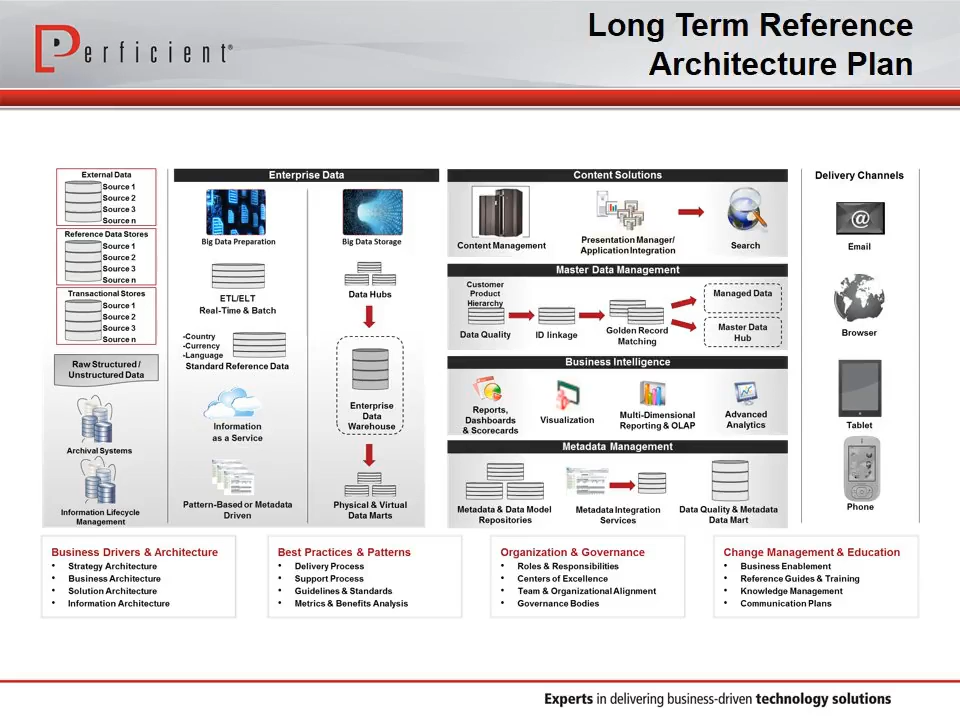 Perficient®
Long Term Reference
Architecture Plan
External Data
Source 1
Source 2
Source 3
Source n
Reference Data Stores
Source 1
Source 2
Source 3
Source n
Transactional Stores
Source 1
Source 2
Source 3
Source n
Raw Structured /
Unstructured Data
Archival Systems
Information Lifecycle
Management
Enterprise Data
Big Data Preparation
Big Data Storage
ETL/ELT
Real-Time & Batch
Data Hubs
-Country
-Currency
-Language
Standard Reference Data
Enterprise
Data
Warehouse
Information
as a Service
Pattern-Based or Metadata
Driven
Physical & Virtual
Data Marts
Content Solutions
Content Management
Presentation Manager/
Application Integration
Search
Master Data Management
Customer
Product
Hierarchy
Data Quality
ID linkage
Golden Record
Matching
Managed Data
Master Data
Hub
Business Intelligence
Reports,
Dashboards
& Scorecards
Visualization
Multi-Dimensional
Reporting & OLAP
Advanced
Analytics
Metadata Management
Metadata & Data Model
Repositories
Metadata Integration
Services
Data Quality & Metadata
Data Mart
Delivery Channels
@
Email
Browser
Tablet
Phone
Business Drivers & Architecture
• Strategy Architecture
• Business Architecture
• Solution Architecture
• Information Architecture
Best Practices & Patterns
• Delivery Process
• Support Process
• Guidelines & Standards
• Metrics & Benefits Analysis
Organization & Governance
• Roles & Responsibilities
• Centers of Excellence
• Team & Organizational Alignment
• Governance Bodies
Change Management & Education
• Business Enablement
• Reference Guides & Training
• Knowledge Management
• Communication Plans
Experts in delivering business-driven technology solutions